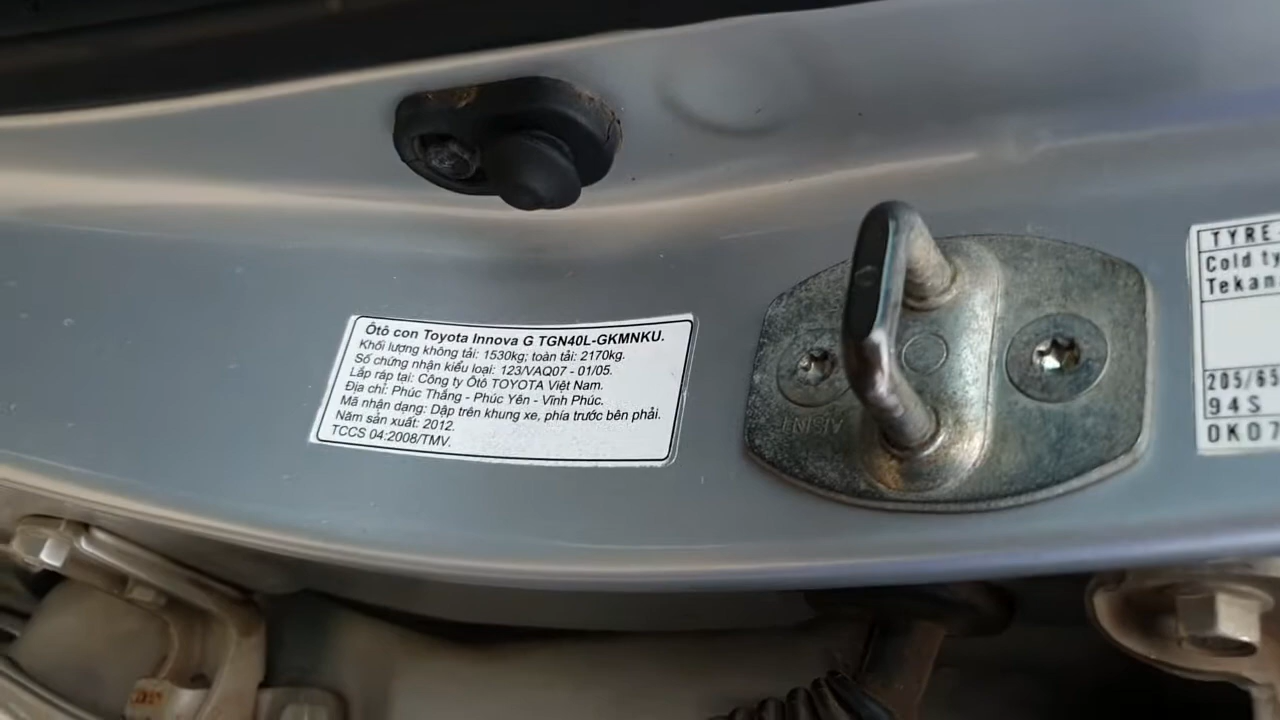 Ôtô con Toyota Innova G TGN40L-GKMNKU.
Khối lượng không tải: 1530kg; toàn tải: 2170kg.
Số chứng nhận kiểu loại: 123/VAQ07 - 01/05.
Lắp ráp tại: Công ty Ôtô TOYOTA Việt Nam.
Địa chỉ: Phúc Thắng - Phúc Yên - Vĩnh Phúc.
Mã nhận dạng: Dập trên khung xe, phía trước bên phải.
Năm sản xuất: 2012.
TCCS 04:2008/TMV.
AISIN
TYRE
Cold ty
Tekan
205/65
94S
0K07